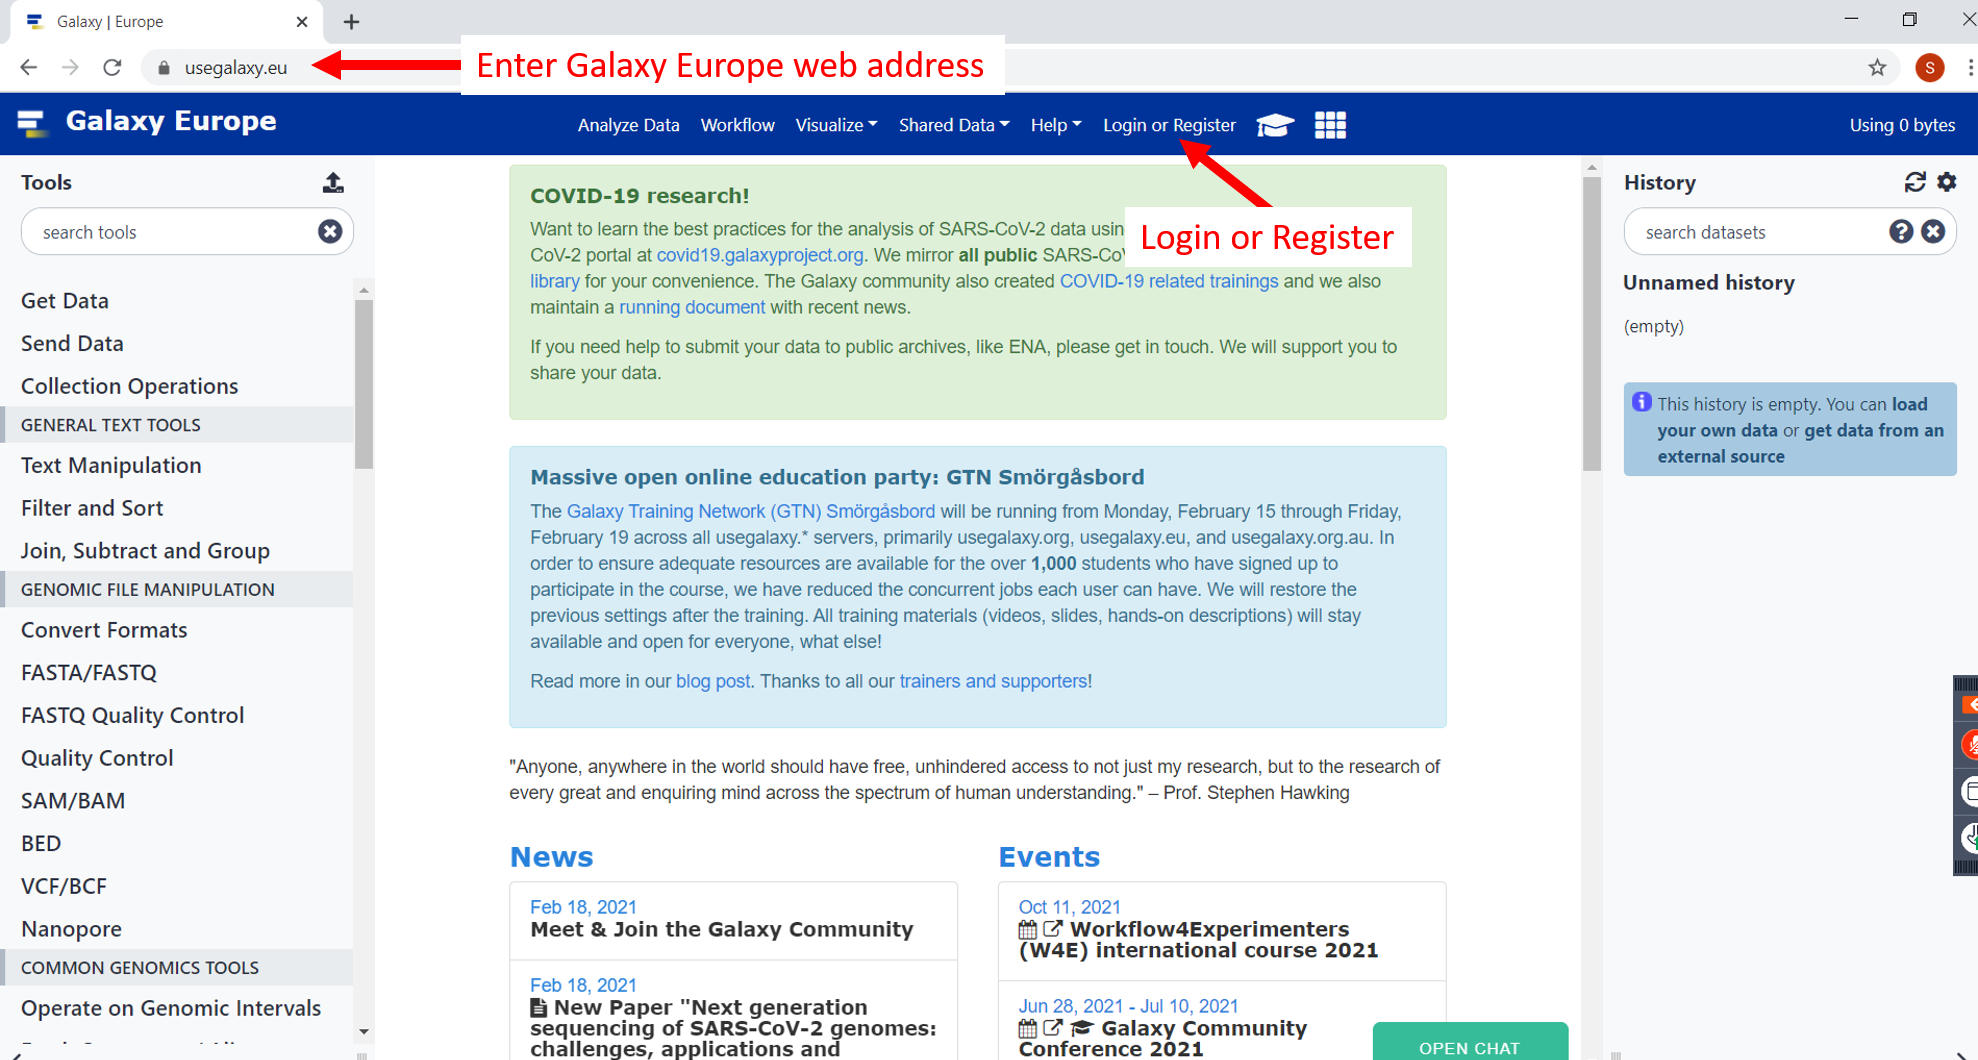 Galaxy | Europe
usegalaxy.eu
Enter Galaxy Europe web address
S
Galaxy Europe
Analyze Data Workflow Visualize Shared Data Help Login or Register
Using 0 bytes
Tools
search tools
Get Data
Send Data
Collection Operations
GENERAL TEXT TOOLS
Text Manipulation
Filter and Sort
Join, Subtract and Group
GENOMIC FILE MANIPULATION
Convert Formats
FASTA/FASTQ
FASTQ Quality Control
Quality Control
SAM/BAM
BED
VCF/BCF
Nanopore
COMMON GENOMICS TOOLS
Operate on Genomic Intervals
COVID-19 research!
Want to learn the best practices for the analysis of SARS-CoV-2 data
CoV-2 portal at covid19.galaxyproject.org. We mirror all public
library for your convenience. The Galaxy community also created COVID-19 related trainings and we also
maintain a running document with recent news.
Login or Register
If you need help to submit your data to public archives, like ENA, please get in touch. We will support you to
share your data.
Massive open online education party: GTN Smörgåsbord
The Galaxy Training Network (GTN) Smörgåsbord will be running from Monday, February 15 through Friday,
February 19 across all usegalaxy.* servers, primarily usegalaxy.org, usegalaxy.eu, and usegalaxy.org.au. In
order to ensure adequate resources are available for the over 1,000 students who have signed up to
participate in the course, we have reduced the concurrent jobs each user can have. We will restore the
previous settings after the training. All training materials (videos, slides, hands-on descriptions) will stay
available and open for everyone, what else!
Read more in our blog post. Thanks to all our trainers and supporters!
"Anyone, anywhere in the world should have free, unhindered access to not just my research, but to the research of
every great and enquiring mind across the spectrum of human understanding." – Prof. Stephen Hawking
News
Feb 18, 2021
Meet & Join the Galaxy Community
Feb 18, 2021
New Paper "Next generation
sequencing of SARS-CoV-2 genomes:
challenges, applications and
Events
Oct 11, 2021
Workflow4Experimenters
(W4E) international course 2021
Jun 28, 2021 - Jul 10, 2021
Galaxy Community
Conference 2021
OPEN CHAT
History
search datasets
Unnamed history
(empty)
This history is empty. You can load
your own data or get data from an
external source